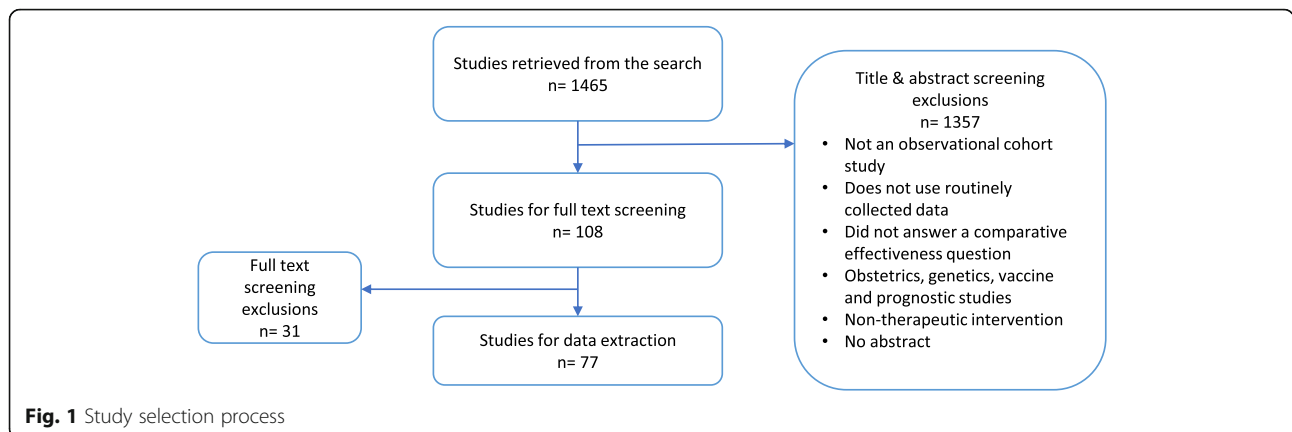 Studies retrieved from the search
n= 1465
Title & abstract screening
exclusions
n= 1357
• Not an observational cohort
study
• Does not use routinely
collected data
• Did not answer a comparative
effectiveness question
• Obstetrics, genetics, vaccine
and prognostic studies
• Non-therapeutic intervention
• No abstract
Studies for full text screening
n= 108
Full text
screening
exclusions
n= 31
Studies for data extraction
n= 77
Fig. 1 Study selection process